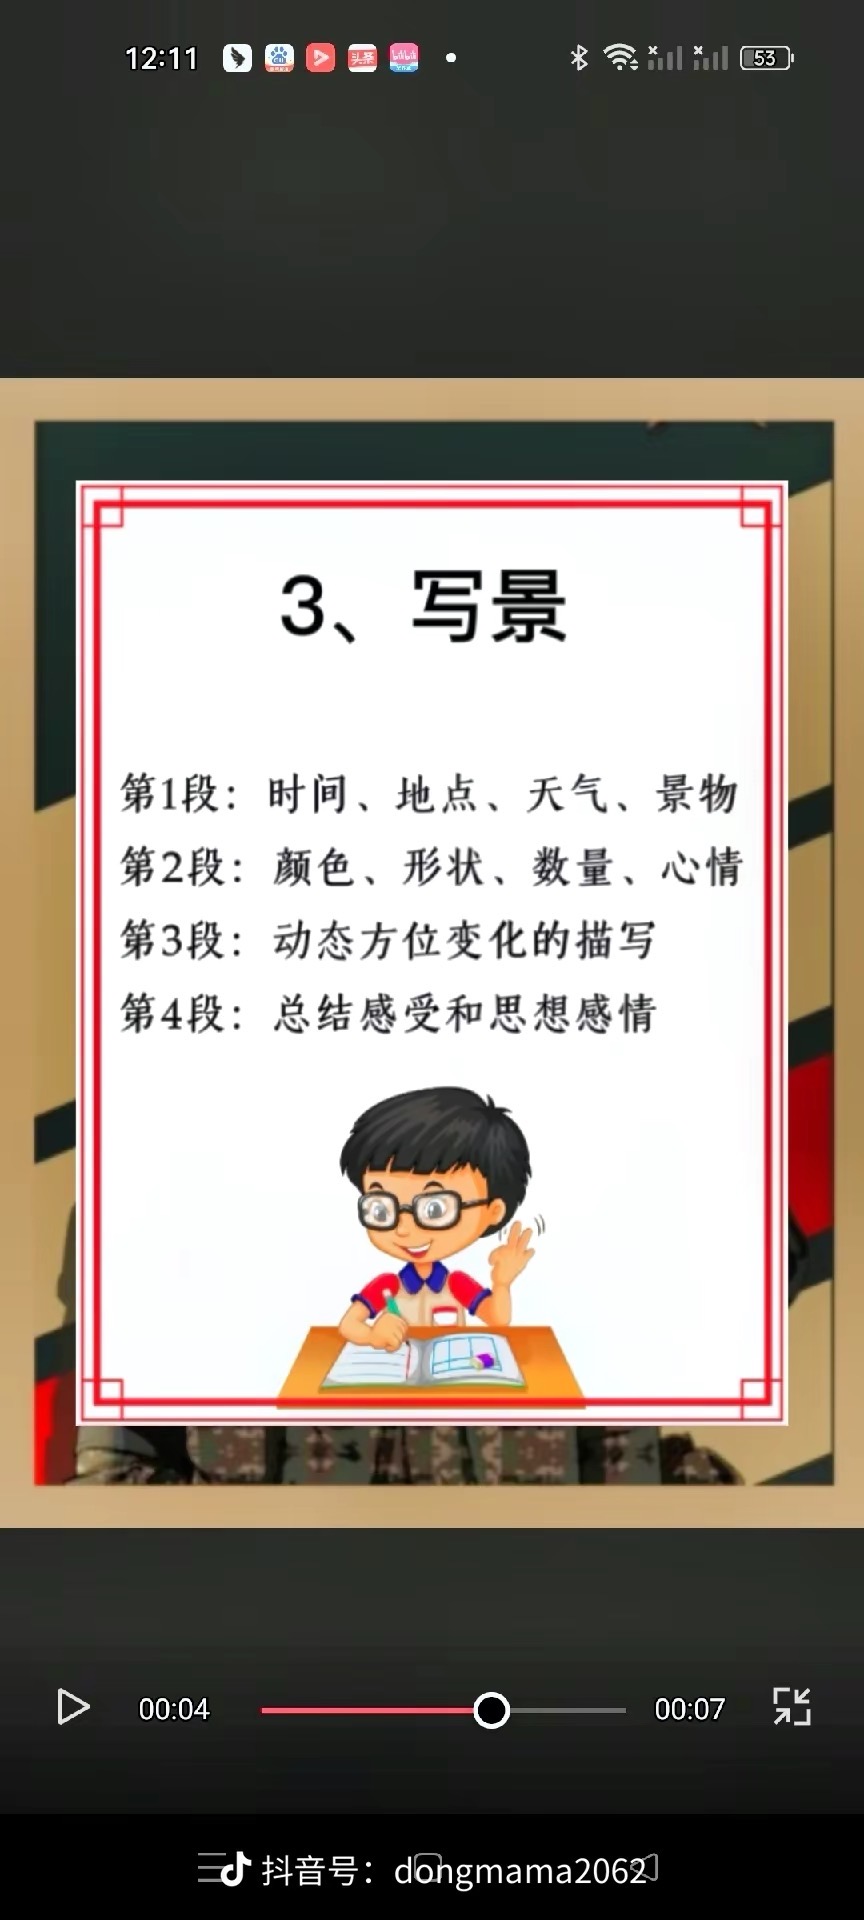 12:11
53
3、写景
第1段：时间、地点、天气、景物
第2段：颜色、形状、数量、心情
第3段：动态方位变化的描写
第4段：总结感受和思想感情
00:04
00:07
抖音号：dongmama2062